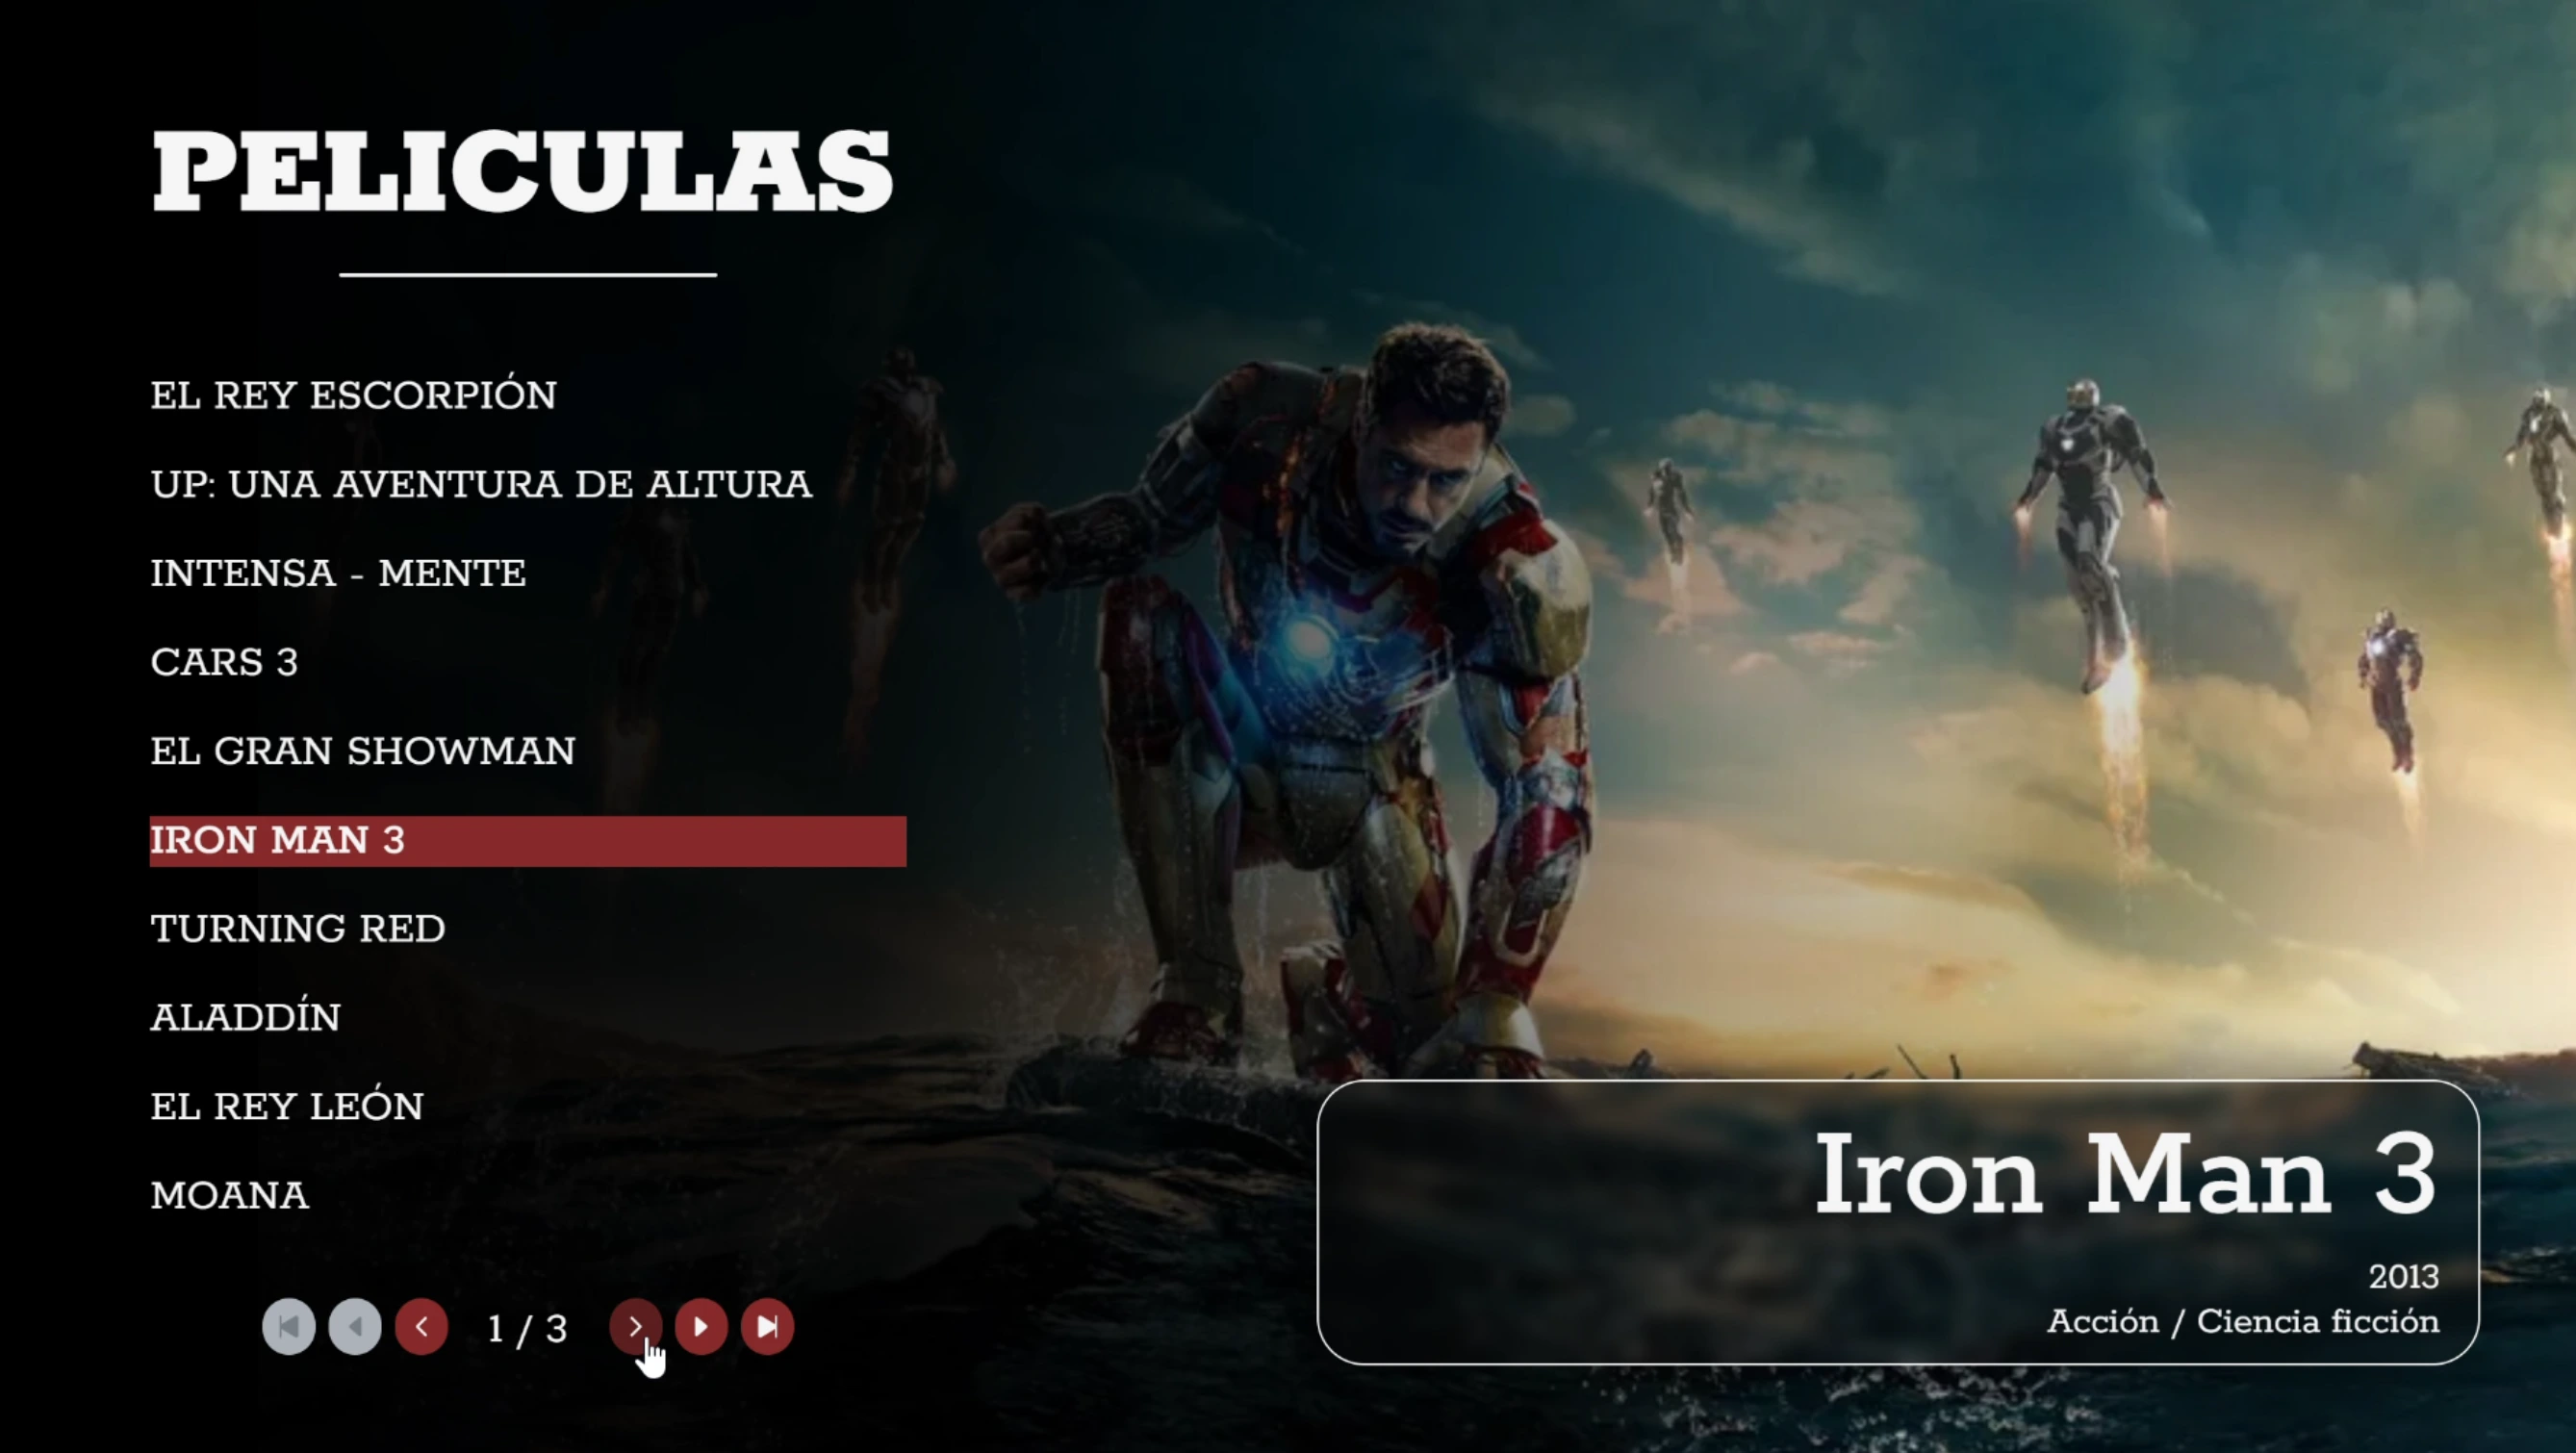 PELICULAS
EL REY ESCORPIÓN
UP: UNA AVENTURA DE ALTURA
INTENSA - MENTE
CARS 3
EL GRAN SHOWMAN
IRON MAN 3
TURNING RED
ALADDÍN
EL REY LEÓN
MOANA
1 / 3
Iron Man 3
2013
Acción / Ciencia ficción